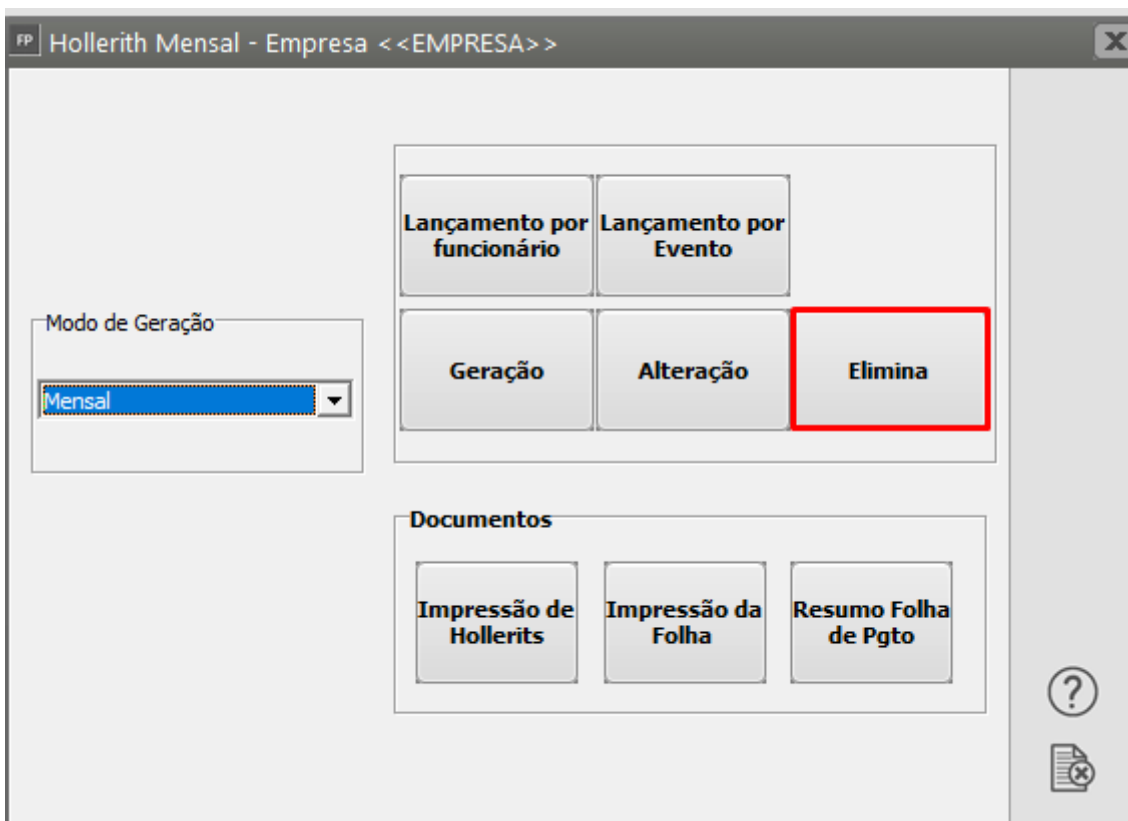 FP Hollerith Mensal - Empresa <<EMPRESA>>
Lançamento por
funcionário
Lançamento por
Evento
Modo de Geração
Mensal
Geração
Alteração
Elimina
Documentos
Impressão de
Hollerits
Impressão da
Folha
Resumo Folha
de Pgto
?